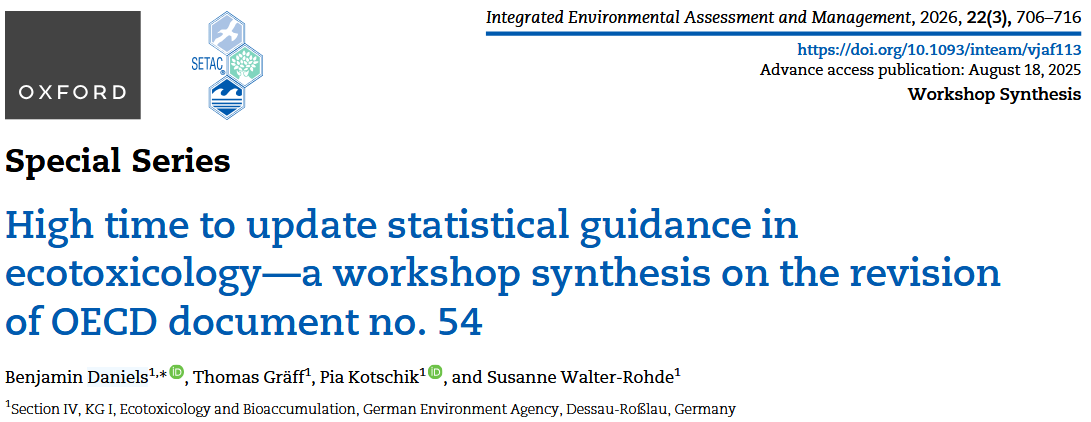 OXFORD
SETAC
Integrated Environmental Assessment and Management, 2026, 22(3), 706–716
https://doi.org/10.1093/inteam/vjaf113
Advance access publication: August 18, 2025
Workshop Synthesis
Special Series
High time to update statistical guidance in
ecotoxicology—a workshop synthesis on the revision
of OECD document no. 54
Benjamin Daniels1,* iD, Thomas Gräff1, Pia Kotschik1 iD, and Susanne Walter-Rohde1
1Section IV, KG I, Ecotoxicology and Bioaccumulation, German Environment Agency, Dessau-Roßlau, Germany